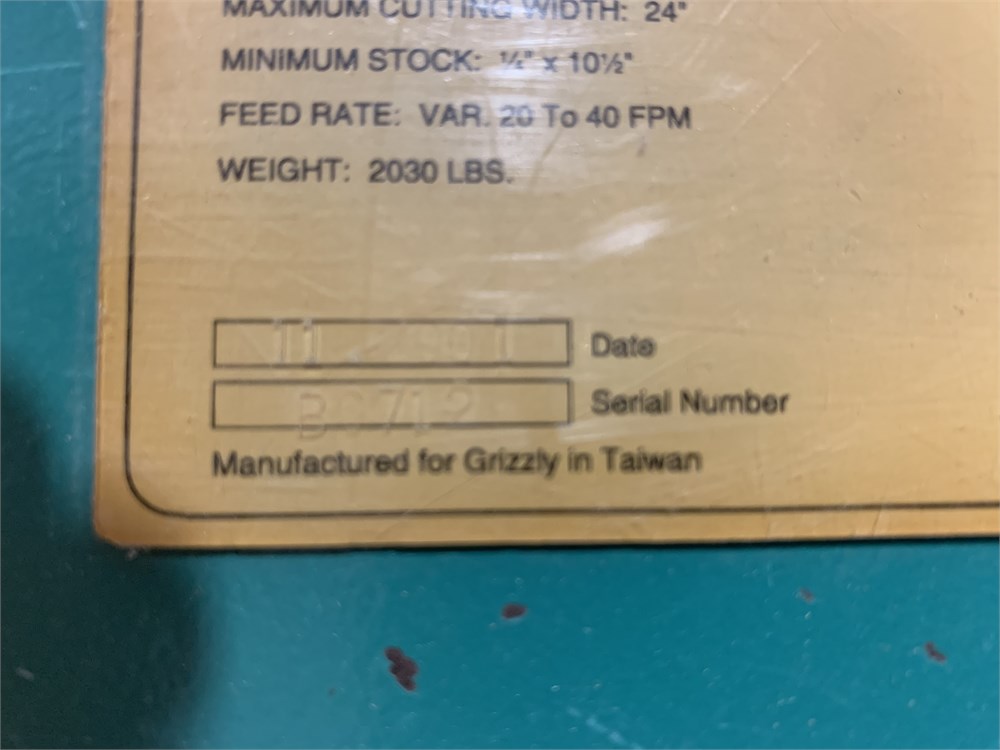 MAXIMUM CUTTING WIDTH: 24"
MINIMUM STOCK: ¼" x 10½"
FEED RATE: VAR. 20 To 40 FPM
WEIGHT: 2030 LBS.
Date
Serial Number
Manufactured for Grizzly in Taiwan